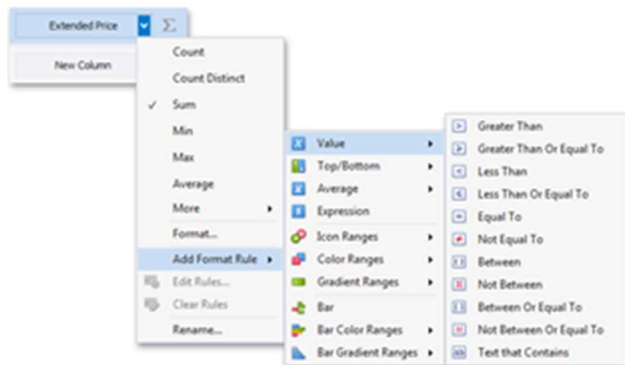 Extended Price
New Column
Count
Count Distinct
Sum
Min
Max
Average
More
Format...
Add Format Rule
Edit Rules...
Clear Rules
Rename...
Value
Top/Bottom
Average
Expression
Icon Ranges
Color Ranges
Gradient Ranges
Bar
Bar Color Ranges
Bar Gradient Ranges
Greater Than
Greater Than Or Equal To
Less Than
Less Than Or Equal To
Equal To
Not Equal To
Between
Not Between
Between Or Equal To
Not Between Or Equal To
Text that Contains